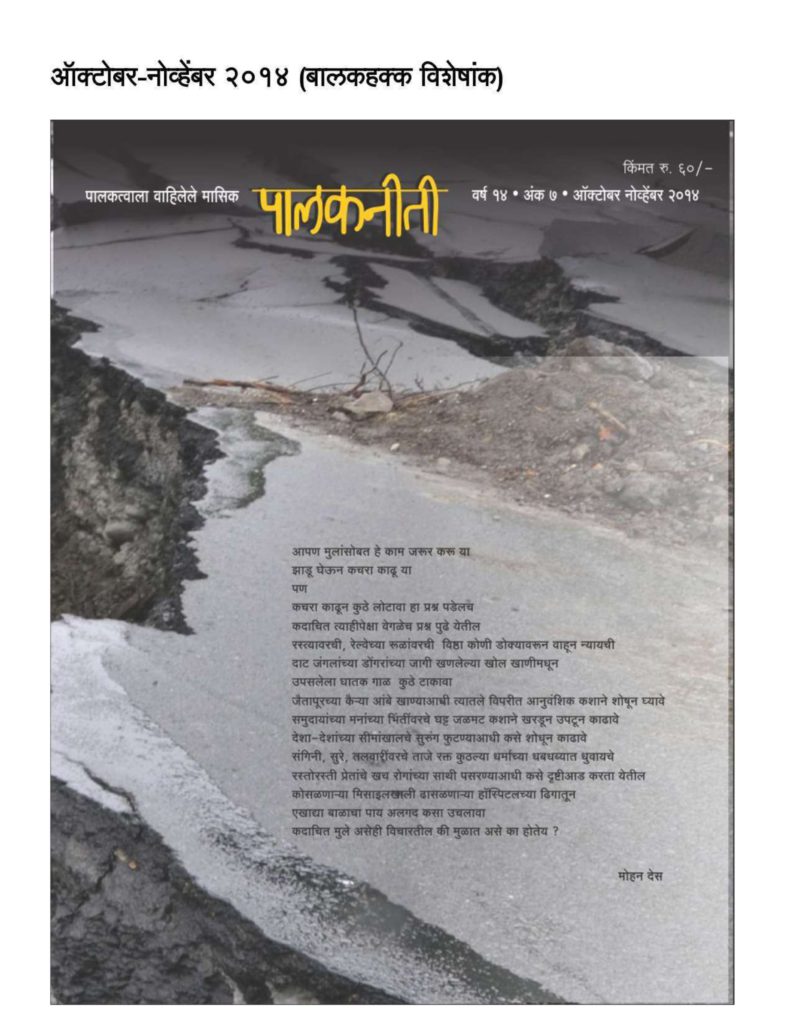 ऑक्टोबर-नोव्हेंबर २०१४ (बालकहक्क विशेषांक)
किंमत रु. ६०/-
पालकत्वाला वाहिलेले मासिक
पालकनीती
वर्ष १४ • अंक ७ • ऑक्टोबर नोव्हेंबर २०१४
आपण मुलांसोबत हे काम जरूर करू या
झाडू घेऊन कचरा काढू या
पण
कचरा काढून कुठे लोटावा हा प्रश्न पडेलच
कदाचित त्याहीपेक्षा वेगळेच प्रश्न पुढे येतील
रस्त्यावरची, रेल्वेच्या रूळांवरची विष्ठा कोणी डोक्यावरून वाहून न्यायची
दाट जंगलांच्या डोंगरांच्या जागी खणलेल्या खोल खाणीमधून
उपसलेला घातक गाळ कुठे टाकावा
जैतापूरच्या कैऱ्या आंबे खाण्याआधी त्यातले विपरीत आनुवंशिक कशाने शोषून घ्यावे
समुदायांच्या मनांच्या भिंतींवरचे घट्ट जळमट कशाने खरडून उपटून काढावे
देशा-देशांच्या सीमांखालचे सुरुंग फुटण्याआधी कसे शोधून काढावे
संगिनी, सुरे, तलवारींवरचे ताजे रक्त कुठल्या धर्माच्या धबधब्यात धुवायचे
रस्तोरस्ती प्रेतांचे खच रोगांच्या साथी पसरण्याआधी कसे दृष्टीआड करता येतील
कोसळणाऱ्या मिसाइलखाली ढासळणाऱ्या हॉस्पिटलच्या ढिगातून
एखाद्या बाळाचा पाय अलगद कसा उचलावा
कदाचित मुले असेही विचारतील की मुळात असे का होतेय ?
मोहन देस